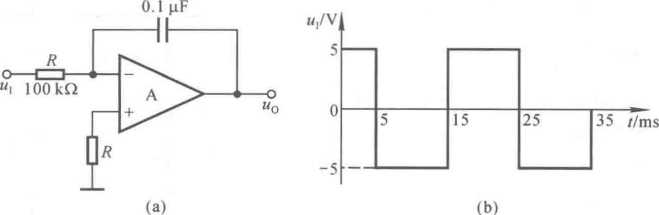 0.1 μF
R
u_I
100 kΩ
−
A
+
u_O
R
(a)
u_I/V
5
0
5
15
25
35
t/ms
−5
(b)